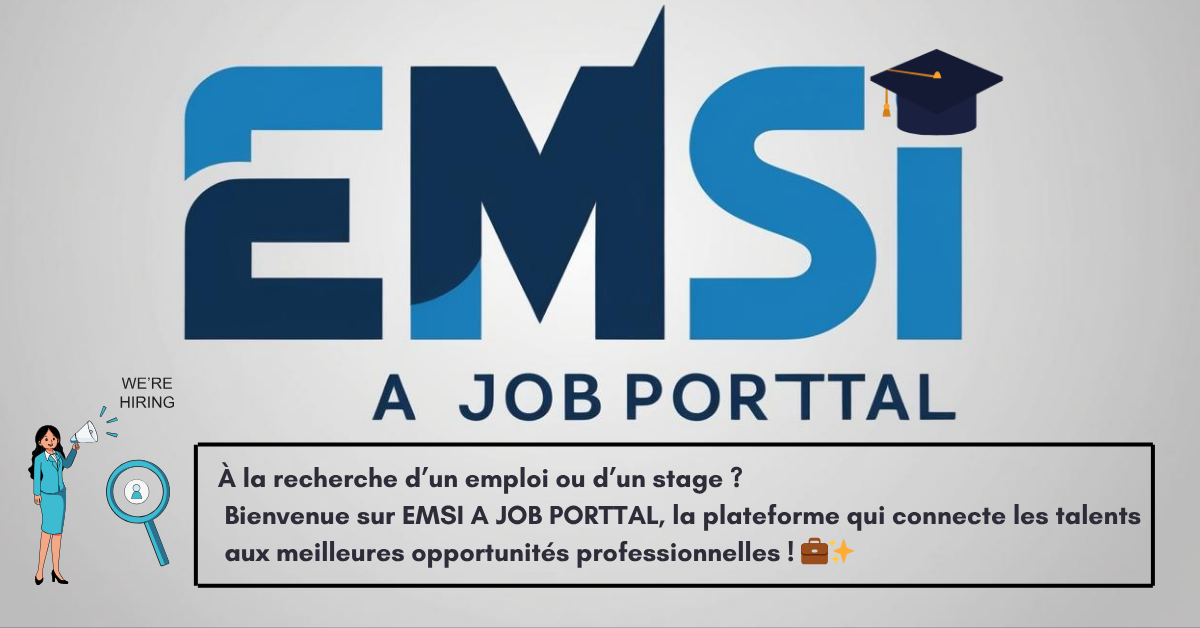 EMSi
A JOB PORTTAL
WE'RE
HIRING
À la recherche d’un emploi ou d’un stage ?
Bienvenue sur EMSI A JOB PORTTAL, la plateforme qui connecte les talents
aux meilleures opportunités professionnelles ! 💼✨